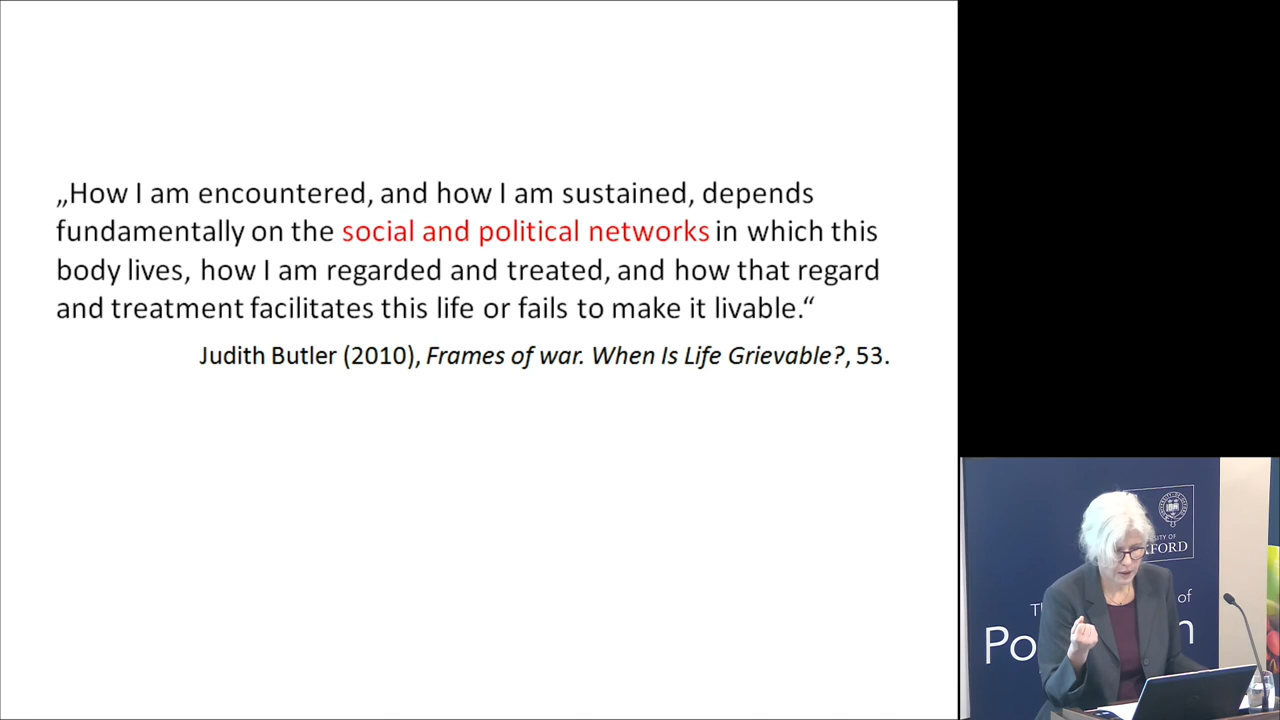 „How I am encountered, and how I am sustained, depends
fundamentally on the social and political networks in which this
body lives, how I am regarded and treated, and how that regard
and treatment facilitates this life or fails to make it livable.“
Judith Butler (2010), Frames of war. When Is Life Grievable?, 53.
of